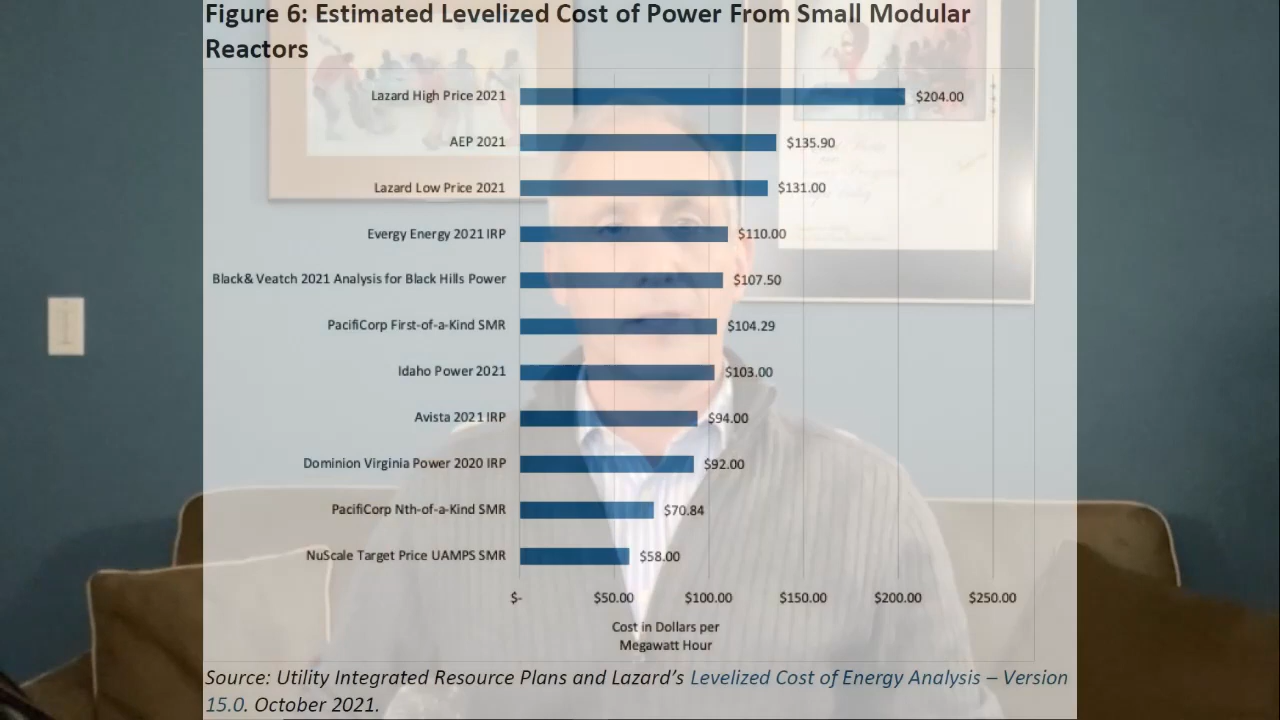 Figure 6: Estimated Levelized Cost of Power From Small Modular
Reactors
Lazard High Price 2021 $204.00
AEP 2021 $135.90
Lazard Low Price 2021 $131.00
Evergy Energy 2021 IRP $110.00
Black& Veatch 2021 Analysis for Black Hills Power $107.50
PacifiCorp First-of-a-Kind SMR $104.29
Idaho Power 2021 $103.00
Avista 2021 IRP $94.00
Dominion Virginia Power 2020 IRP $92.00
PacifiCorp Nth-of-a-Kind SMR $70.84
NuScale Target Price UAMPS SMR $58.00
$- $50.00 $100.00 $150.00 $200.00 $250.00
Cost in Dollars per
Megawatt Hour
Source: Utility Integrated Resource Plans and Lazard's Levelized Cost of Energy Analysis – Version
15.0. October 2021.